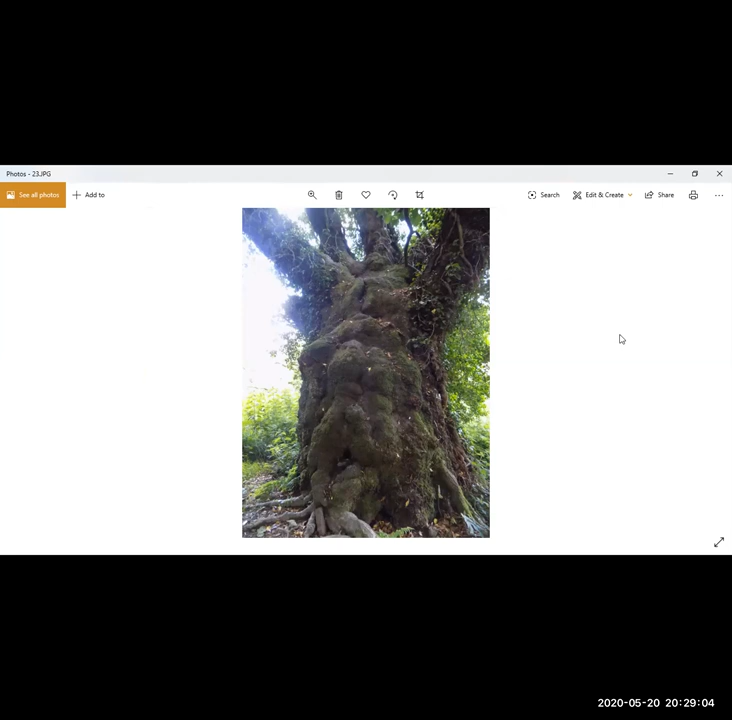 Photos - 23.JPG
See all photos
Add to
Search
Edit & Create
Share
2020-05-20 20:29:04